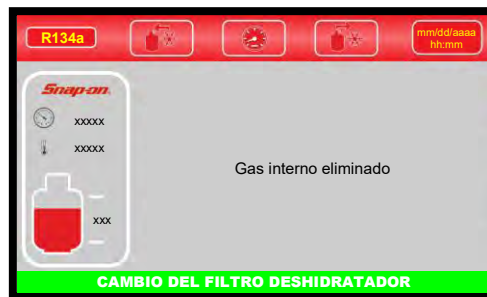 R134a
mm/dd/aaaa
hh:mm
Snap-on
xxxxx
xxxxx
xxx
Gas interno eliminado
CAMBIO DEL FILTRO DESHIDRATADOR